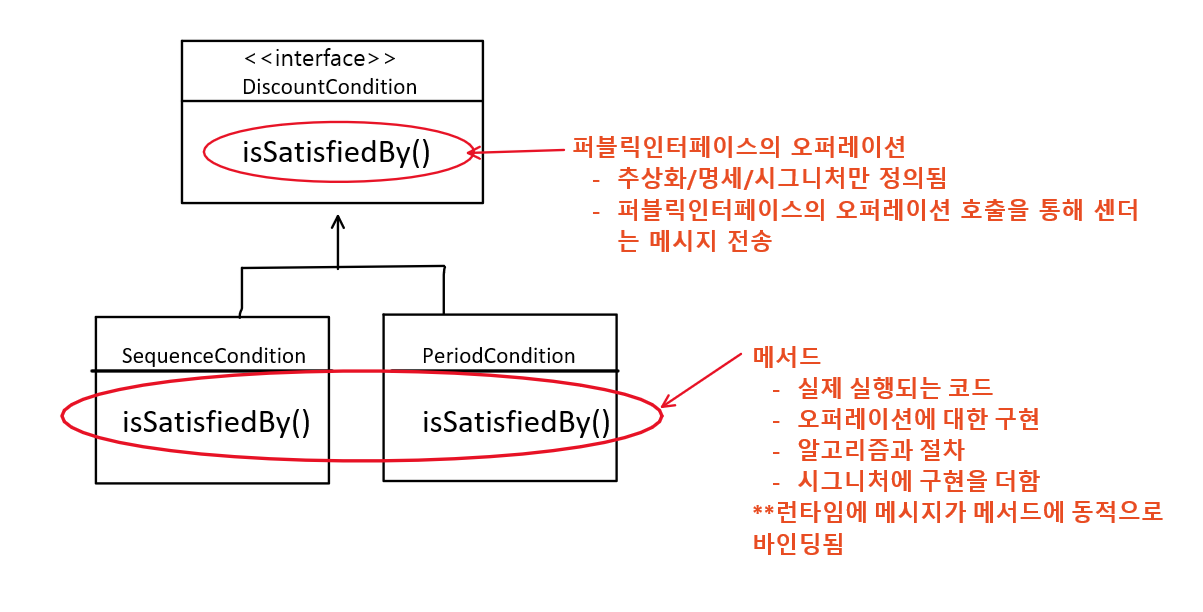 <<interface>>
DiscountCondition
isSatisfiedBy()
퍼블릭인터페이스의 오퍼레이션
- 추상화/명세/시그니처만 정의됨
- 퍼블릭인터페이스의 오퍼레이션 호출을 통해 센더
는 메시지 전송
SequenceCondition
isSatisfiedBy()
PeriodCondition
isSatisfiedBy()
메서드
- 실제 실행되는 코드
- 오퍼레이션에 대한 구현
- 알고리즘과 절차
- 시그니처에 구현을 더함
**런타임에 메시지가 메서드에 동적으로
바인딩됨